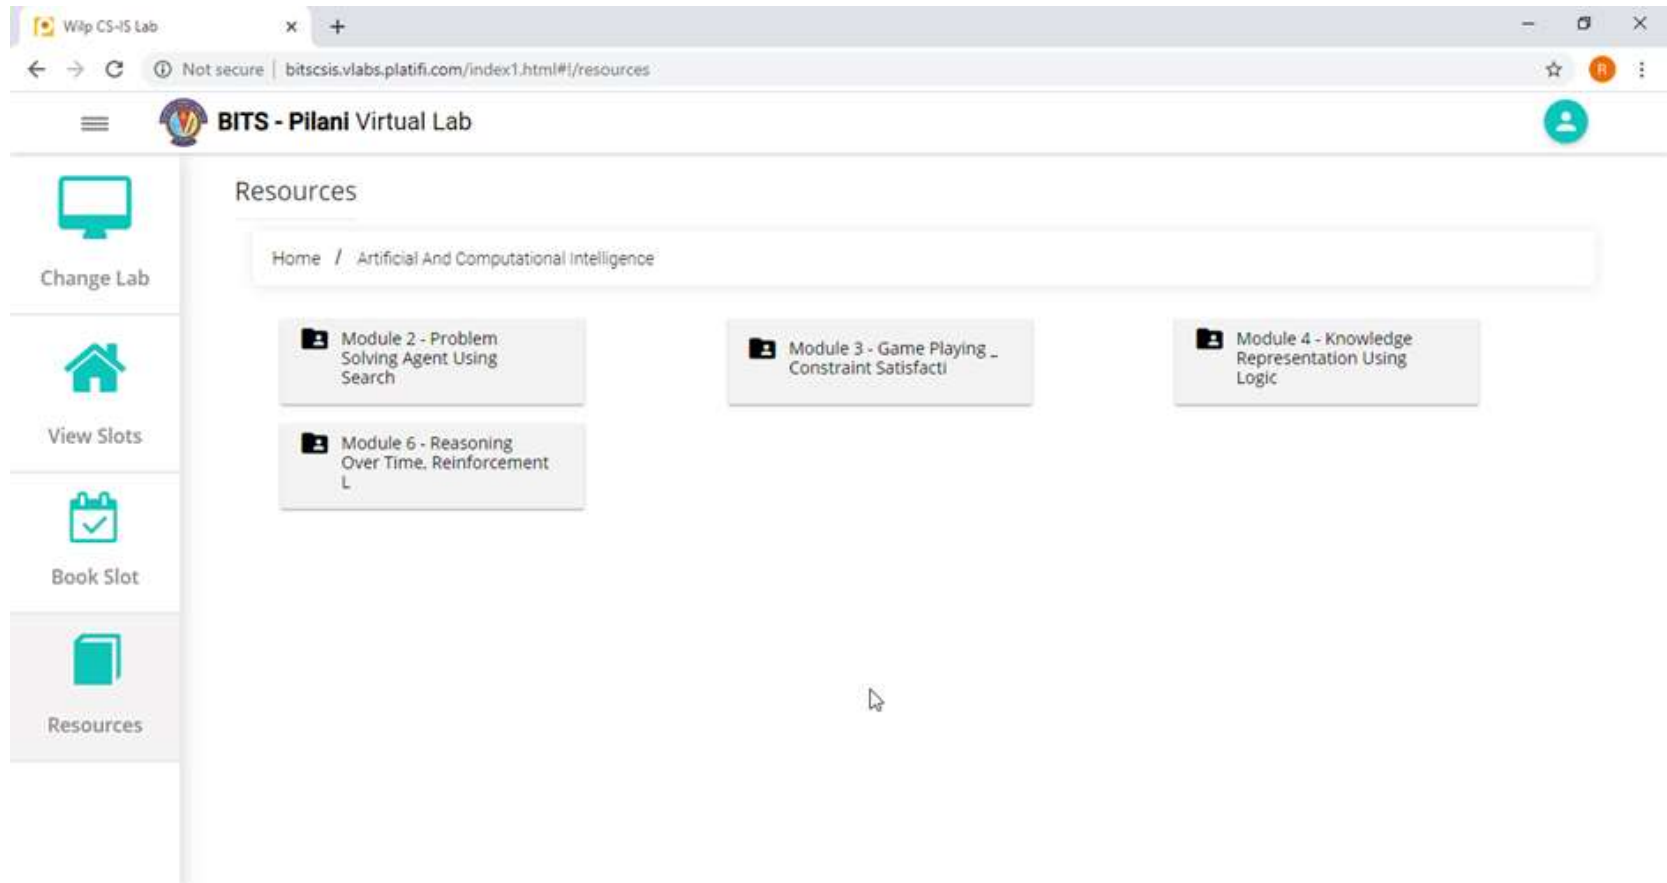 Wilp CS-IS Lab
Not secure | bitscsis.vlabs.platifi.com/index1.html#!/resources
R
BITS - Pilani Virtual Lab
Change Lab
View Slots
Book Slot
Resources
Resources
Home / Artificial And Computational Intelligence
Module 2 - Problem
Solving Agent Using
Search
Module 3 - Game Playing _
Constraint Satisfacti
Module 4 - Knowledge
Representation Using
Logic
Module 6 - Reasoning
Over Time, Reinforcement
L